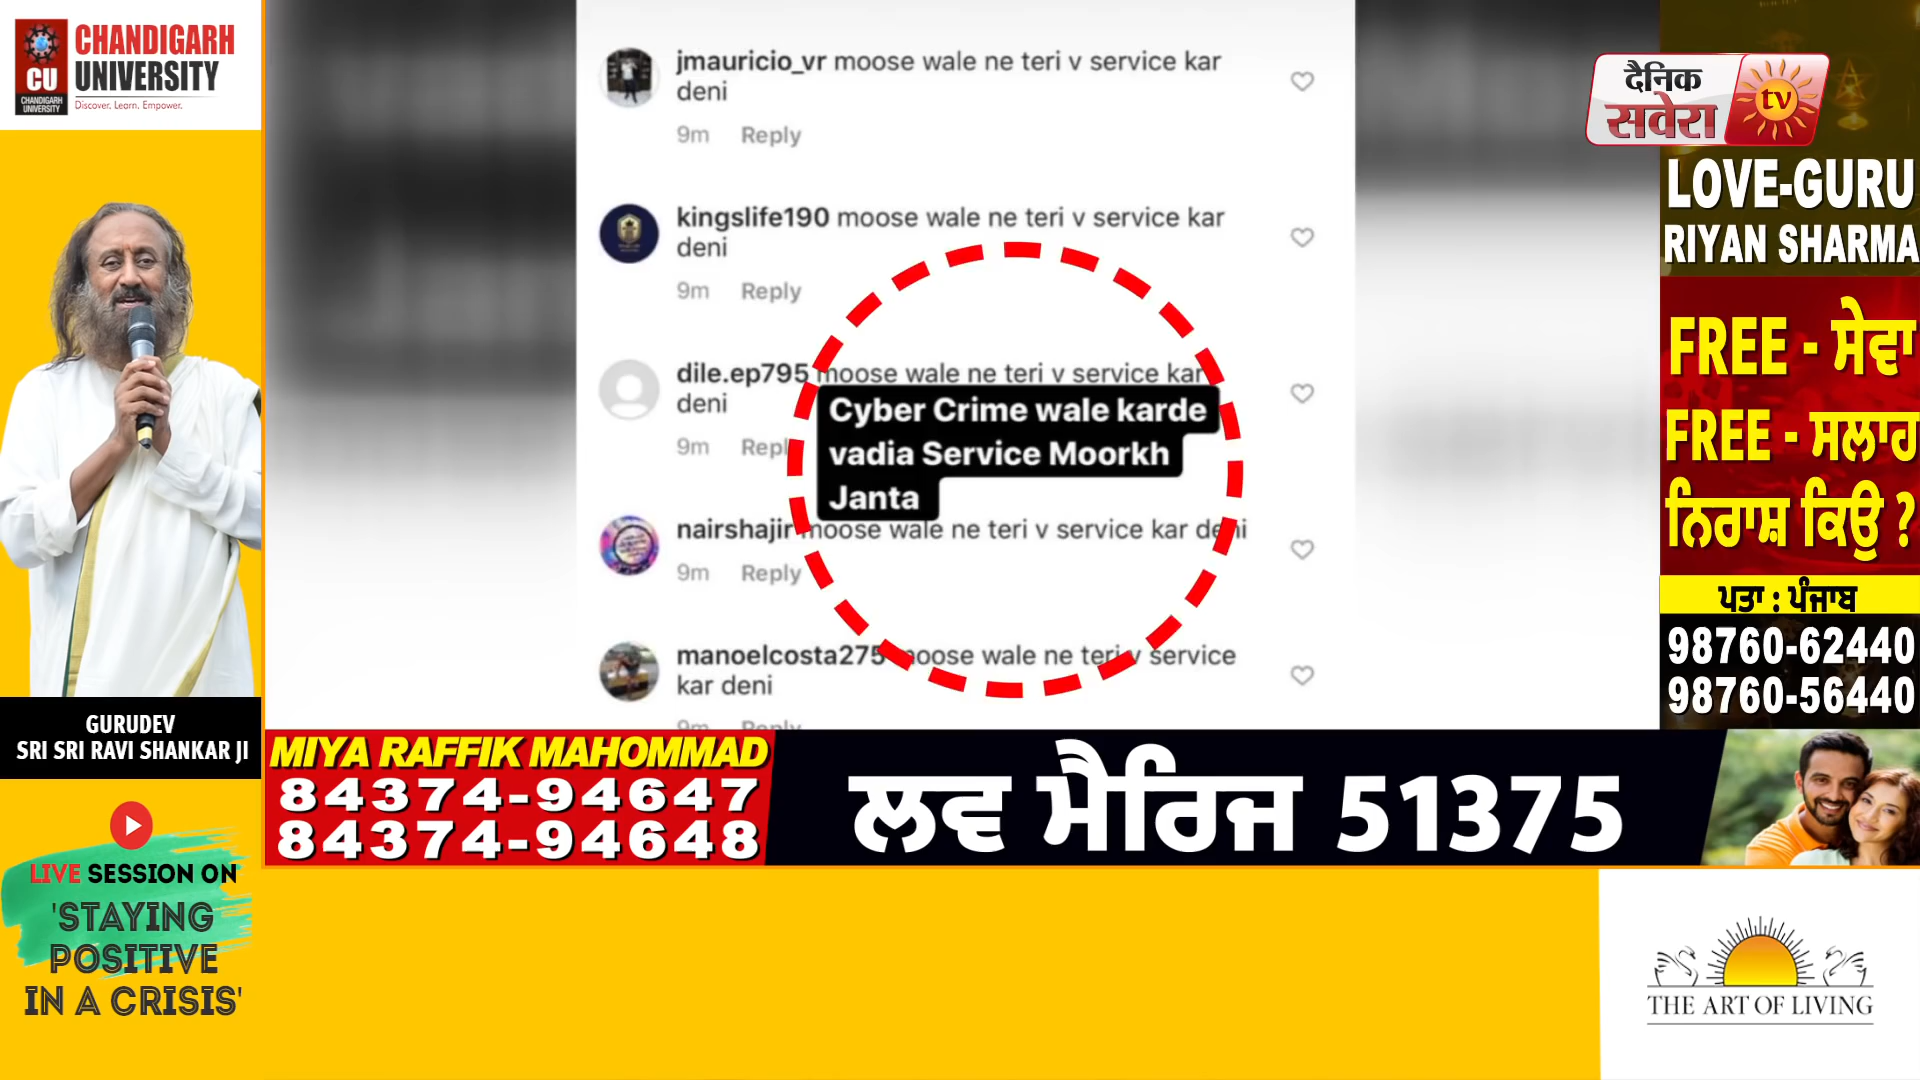 CHANDIGARH
UNIVERSITY
Discover. Learn. Empower.
CU
CHANDIGARH
UNIVERSITY
GURUDEV
SRI SRI RAVI SHANKAR JI
LIVE SESSION ON
'STAYING
POSITIVE
IN A CRISIS'
jmauricio_vr moose wale ne teri v service kar
deni
9m Reply
kingslife190 moose wale ne teri v service kar
deni
9m Reply
dile.ep795 moose wale ne teri v service kar
deni
9m Repl
Cyber Crime wale karde
vadia Service Moorkh
Janta
nairshajir moose wale ne teri v service kar deni
9m Reply
manoelcosta275 moose wale ne teri v service
kar deni
9m Reply
दैनिक
सवेरा
tv
LOVE-GURU
RIYAN SHARMA
FREE - ਸੇਵਾ
FREE - ਸਲਾਹ
ਨਿਰਾਸ਼ ਕਿਉ ?
ਪਤਾ : ਪੰਜਾਬ
98760-62440
98760-56440
MIYA RAFFIK MAHOMMAD
84374-94647
84374-94648
ਲਵ ਮੈਰਿਜ 51375
THE ART OF LIVING